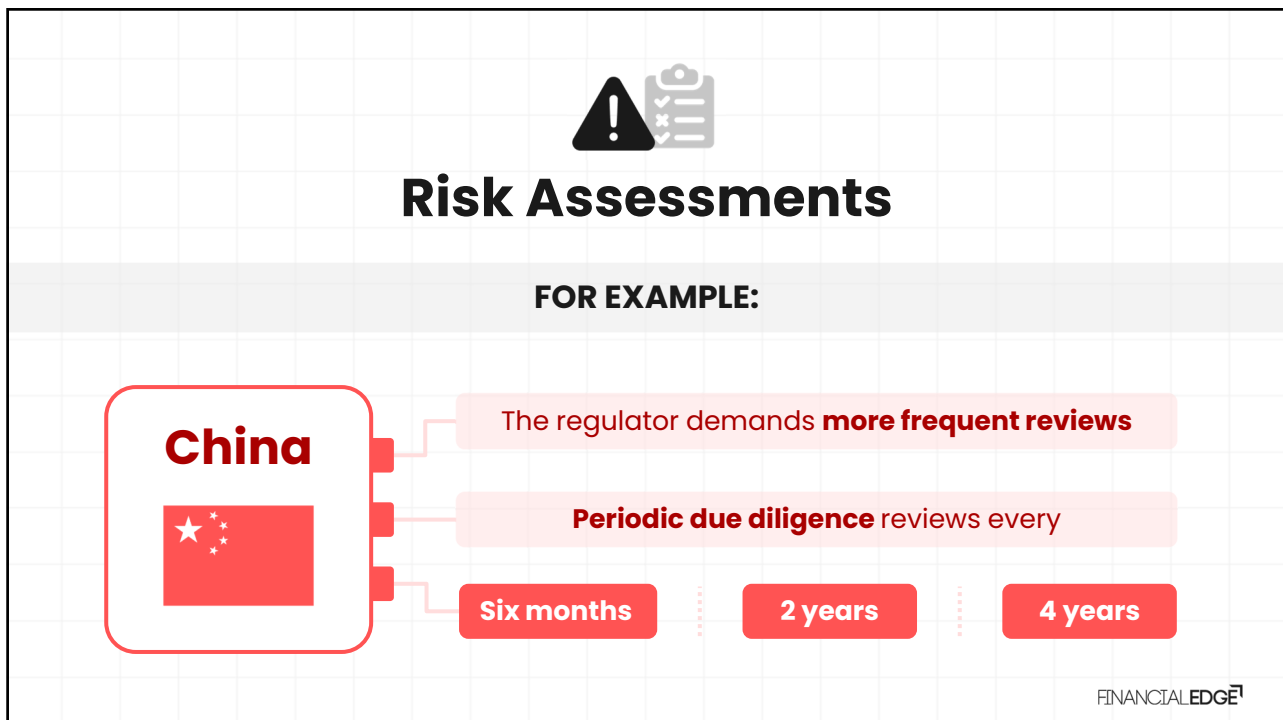 Risk Assessments
FOR EXAMPLE:
China
The regulator demands more frequent reviews
Periodic due diligence reviews every
Six months
2 years
4 years
FINANCIALEDGE